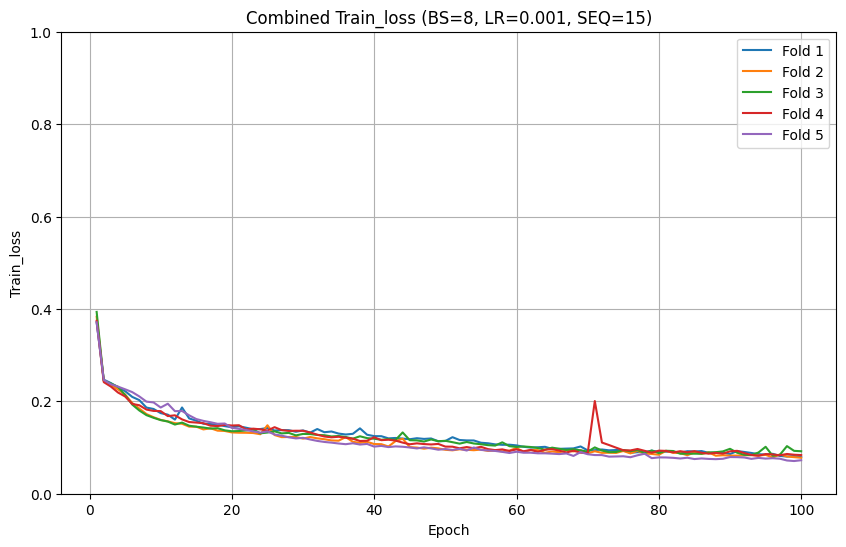 Combined Train_loss (BS=8, LR=0.001, SEQ=15)
Train_loss
1.0
0.8
0.6
0.4
0.2
0.0
0
20
40
60
80
100
Epoch
Fold 1
Fold 2
Fold 3
Fold 4
Fold 5